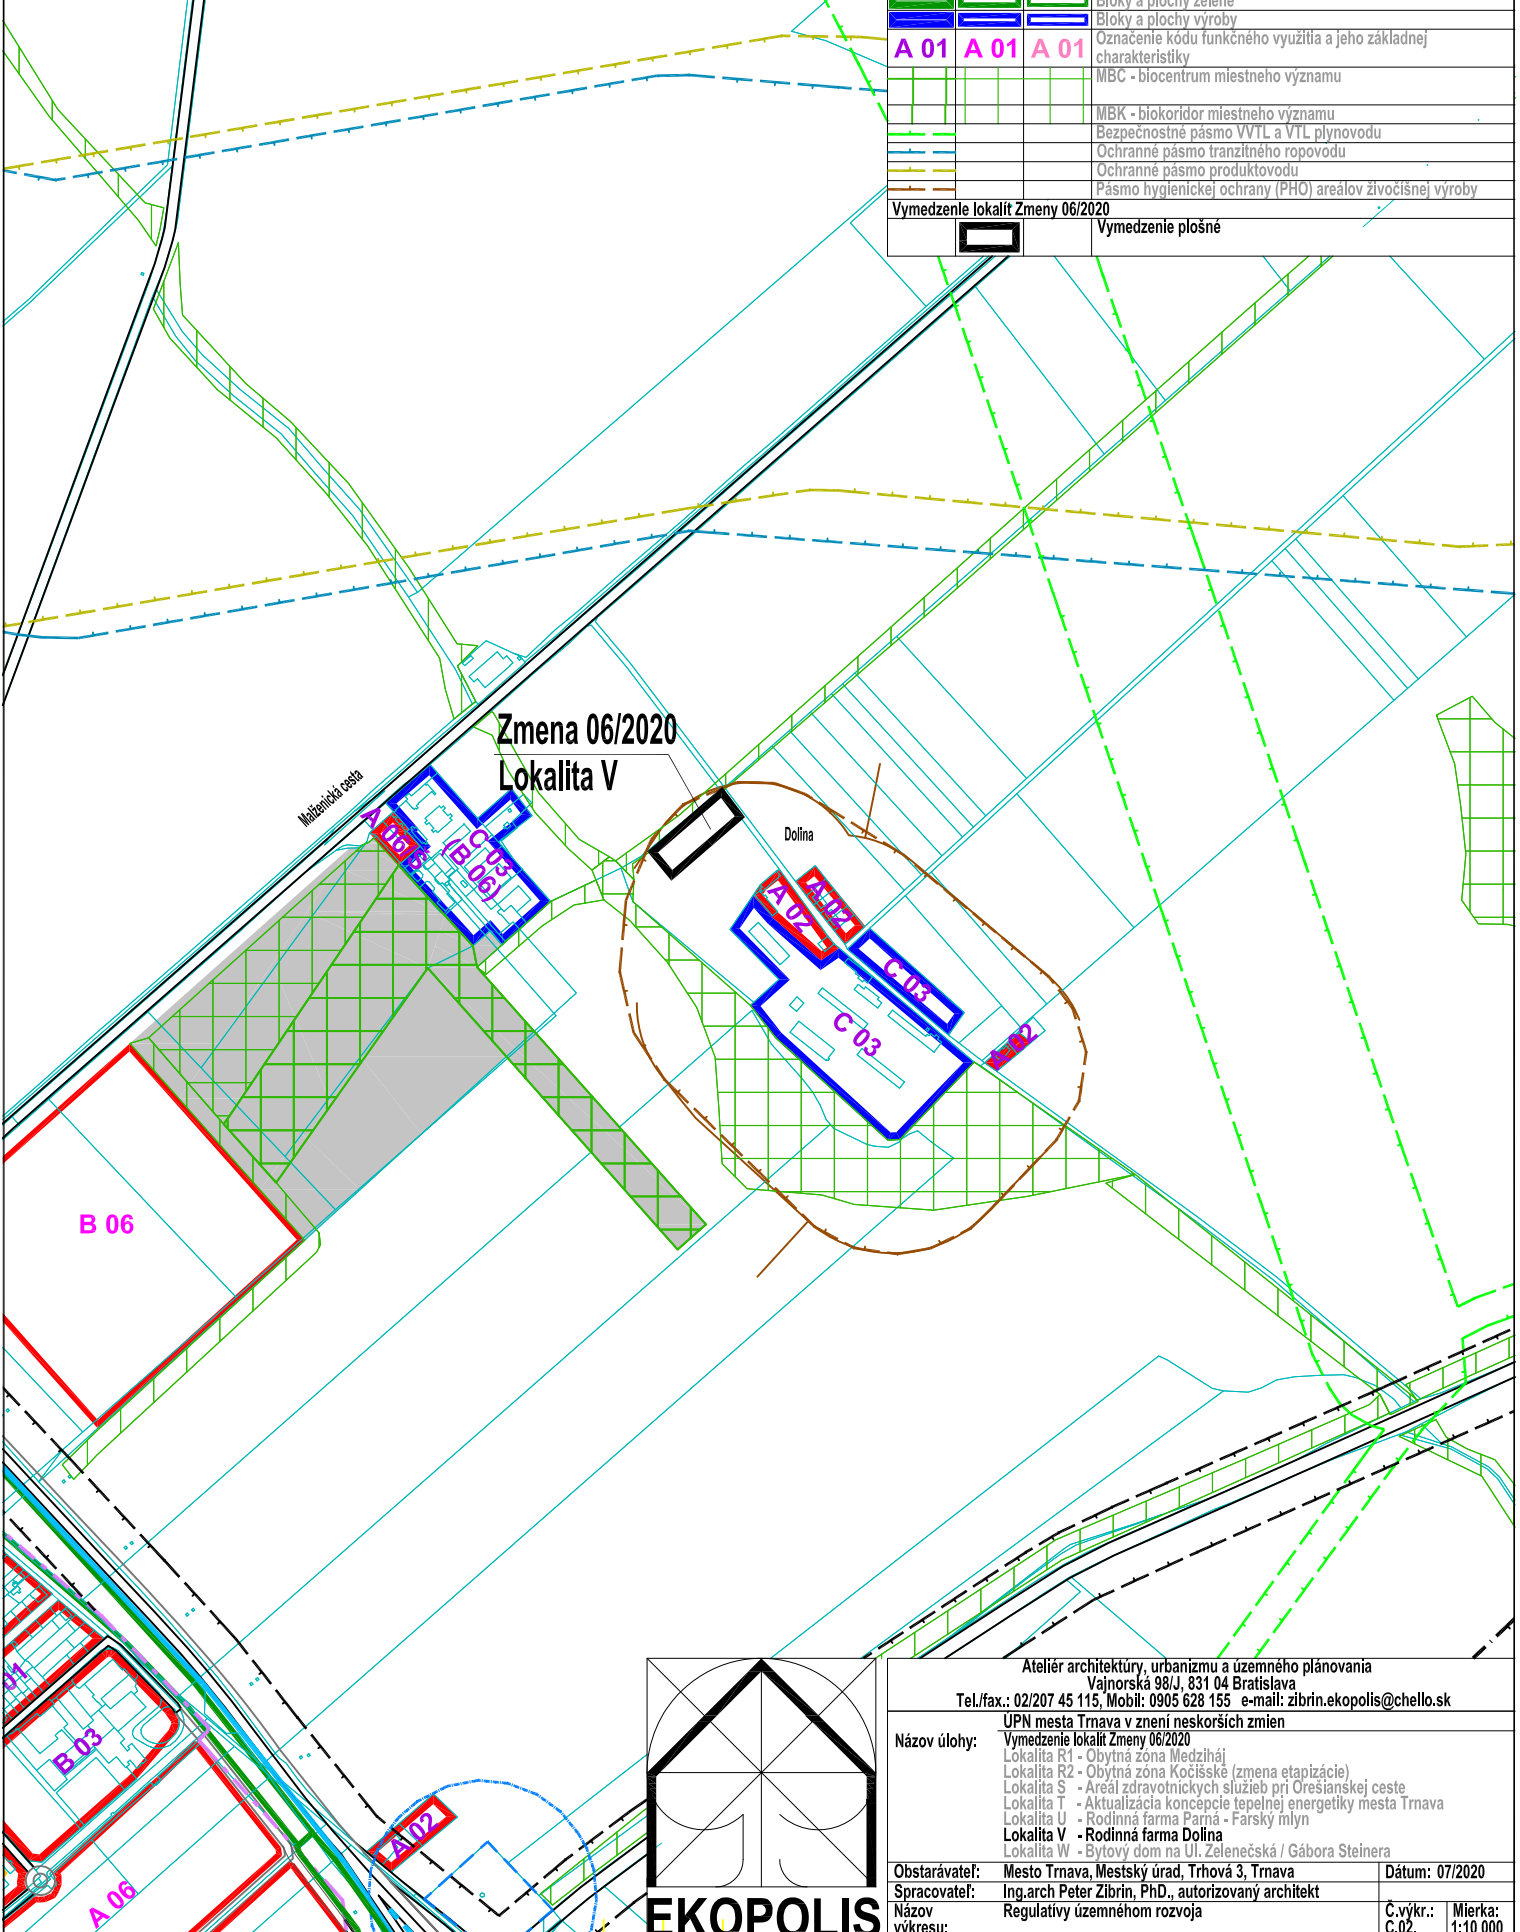 Bloky a plochy zelene
Bloky a plochy výroby
A 01 A 01 A 01 Označenie kódu funkčného využitia a jeho základnej
charakteristiky
MBC - biocentrum miestneho významu
MBK - biokoridor miestneho významu
Bezpečnostné pásmo VVTL a VTL plynovodu
Ochranné pásmo tranzitného ropovodu
Ochranné pásmo produktovodu
Pásmo hygienickej ochrany (PHO) areálov živočíšnej výroby
Vymedzenie lokalít Zmeny 06/2020
Vymedzenie plošné
Zmena 06/2020
Lokalita V
Malženická cesta
A 06
C 03
(B 06)
Dolina
A 02
A 02
C 03
C 03
A 02
B 06
01
B 03
A 06
A 02
EKOPOLIS
Ateliér architektúry, urbanizmu a územného plánovania
Vajnorská 98/J, 831 04 Bratislava
Tel./fax.: 02/207 45 115, Mobil: 0905 628 155 e-mail: zibrin.ekopolis@chello.sk
Názov úlohy:
ÚPN mesta Trnava v znení neskorších zmien
Vymedzenie lokalít Zmeny 06/2020
Lokalita R1 - Obytná zóna Medziháj
Lokalita R2 - Obytná zóna Kočišské (zmena etapizácie)
Lokalita S - Areál zdravotníckych služieb pri Orešianskej ceste
Lokalita T - Aktualizácia koncepcie tepelnej energetiky mesta Trnava
Lokalita U - Rodinná farma Parná - Farský mlyn
Lokalita V - Rodinná farma Dolina
Lokalita W - Bytový dom na Ul. Zelenečská / Gábora Steinera
Obstarávateľ: Mesto Trnava, Mestský úrad, Trhová 3, Trnava Dátum: 07/2020
Spracovateľ: Ing.arch Peter Zibrin, PhD., autorizovaný architekt
Názov výkresu: Regulatívy územnéhom rozvoja Č.výkr.: C.02. Mierka: 1:10 000